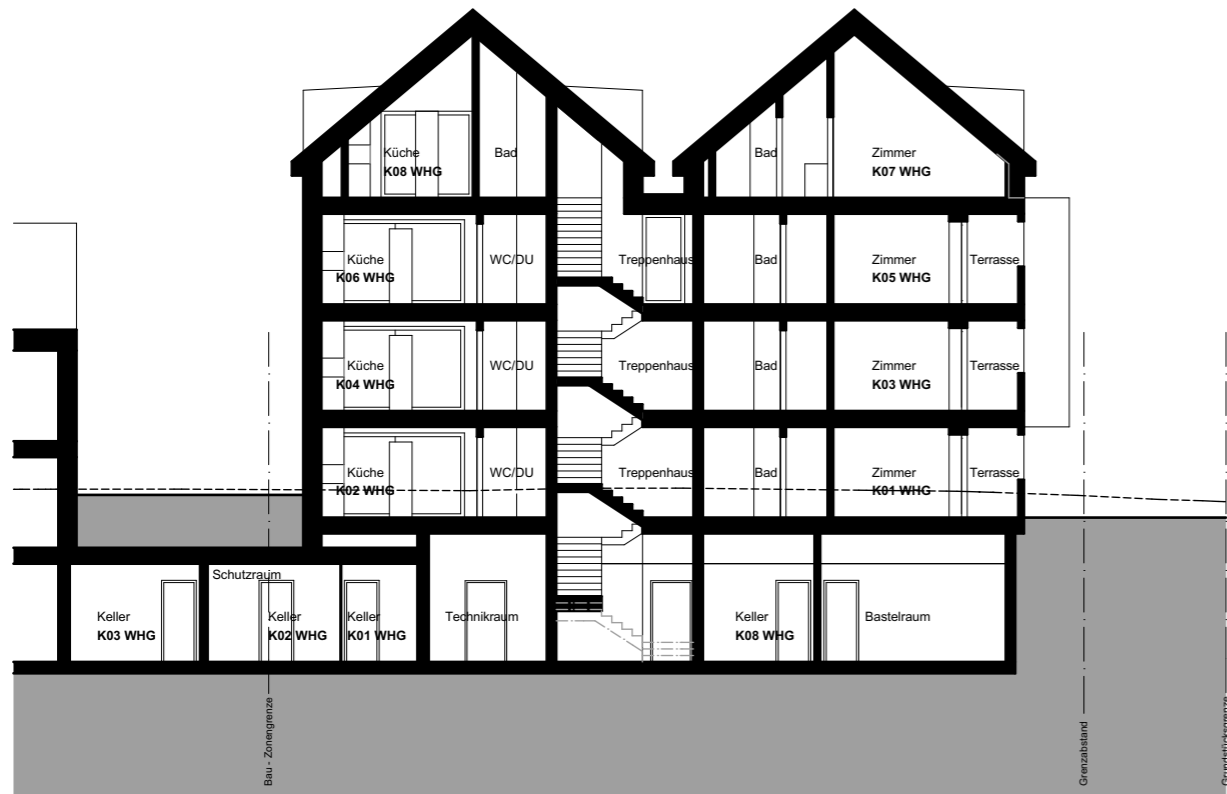 Küche
K08 WHG
Bad
Bad
Zimmer
K07 WHG
Küche
K06 WHG
WC/DU
Treppenhaus
Bad
Zimmer
K05 WHG
Terrasse
Küche
K04 WHG
WC/DU
Treppenhaus
Bad
Zimmer
K03 WHG
Terrasse
Küche
K02 WHG
WC/DU
Treppenhaus
Bad
Zimmer
K01 WHG
Terrasse
Schutzraum
Keller
K03 WHG
Keller
K02 WHG
Keller
K01 WHG
Technikraum
Keller
K08 WHG
Bastelraum
Bau - Zonengrenze
Grenzabstand
Grundstücksgrenze